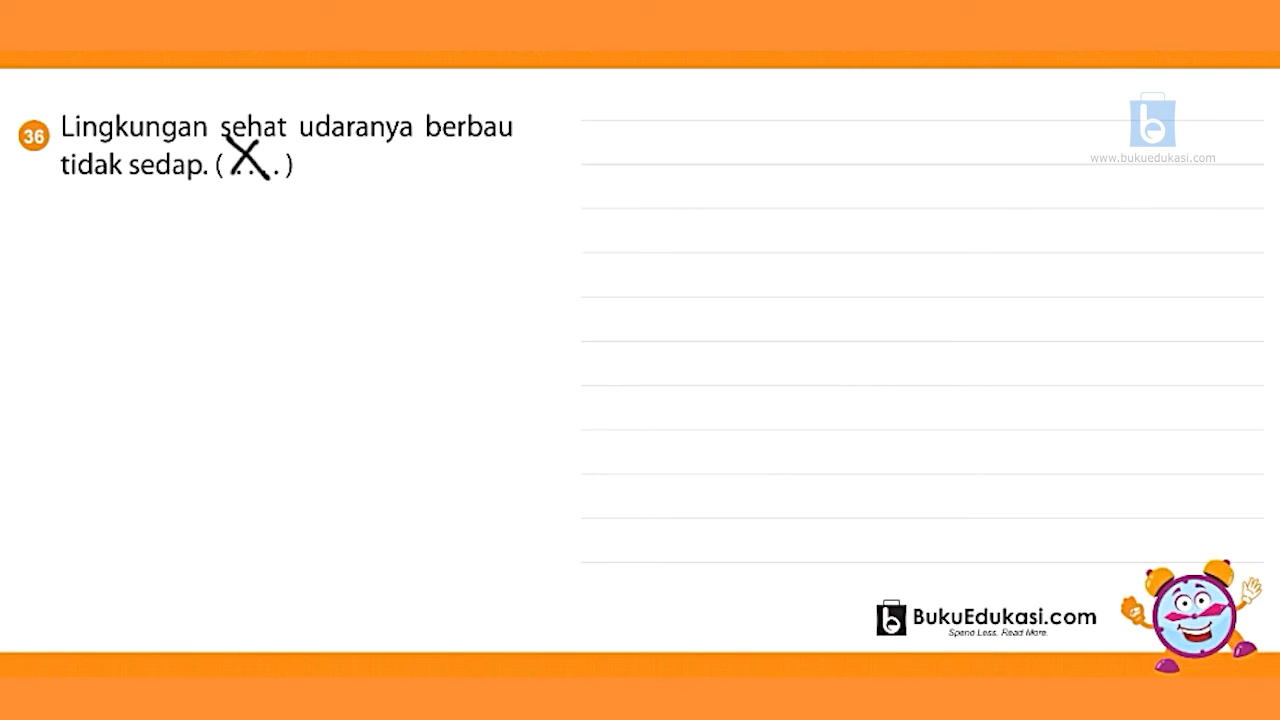 36 Lingkungan sehat udaranya berbau
tidak sedap. ( X . . . )
www.bukuedukasi.com
BukuEdukasi.com
Spend Less. Read More.